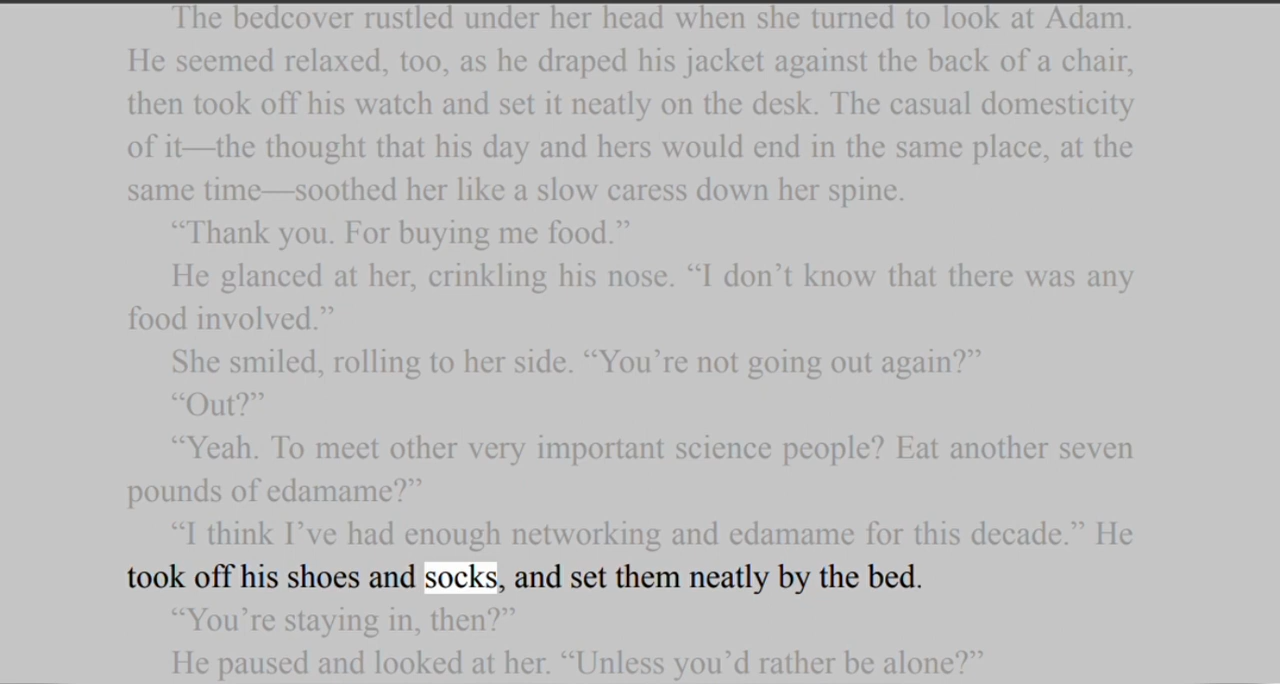 The bedcover rustled under her head when she turned to look at Adam.
He seemed relaxed, too, as he draped his jacket against the back of a chair,
then took off his watch and set it neatly on the desk. The casual domesticity
of it—the thought that his day and hers would end in the same place, at the
same time—soothed her like a slow caress down her spine.
“Thank you. For buying me food.”
He glanced at her, crinkling his nose. “I don’t know that there was any
food involved.”
She smiled, rolling to her side. “You’re not going out again?”
“Out?”
“Yeah. To meet other very important science people? Eat another seven
pounds of edamame?”
“I think I’ve had enough networking and edamame for this decade.” He
took off his shoes and socks, and set them neatly by the bed.
“You’re staying in, then?”
He paused and looked at her. “Unless you’d rather be alone?”